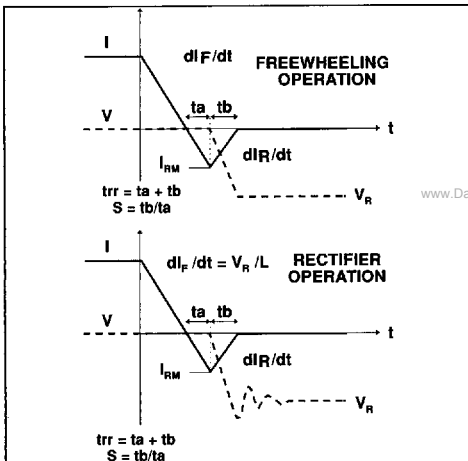 I
dI F/dt
FREEWHEELING
OPERATION
V
ta tb
t
IRM
dIR/dt
VR
trr = ta + tb
S = tb/ta
www.Da
I
dIF/dt = VR/L
RECTIFIER
OPERATION
V
ta tb
t
IRM
dIR/dt
VR
trr = ta + tb
S = tb/ta